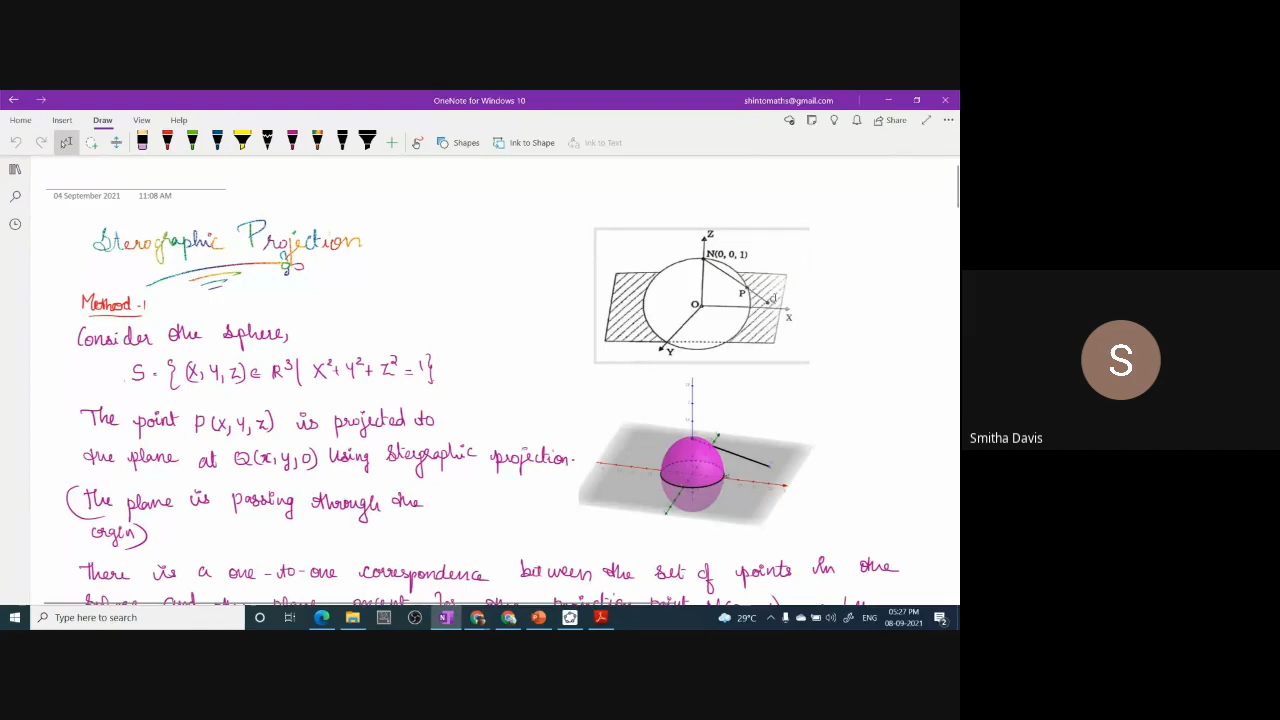 OneNote for Windows 10
shintomaths@gmail.com
Home Insert Draw View Help
Share
Shapes Ink to Shape Ink to Text
04 September 2021 11:08 AM
Sterographic Projection
Method -1
Consider the sphere,
S = { (X, Y, Z) ∈ R³ | X² + Y² + Z² = 1 }
The point P(X, Y, Z) is projected to
the plane at Q(x, y, 0) using Stergraphic projection.
(The plane is passing through the
orgin)
There is a one-to-one correspondence between the set of points in the
Z
N(0, 0, 1)
P
O
X
Y
S
Smitha Davis
Type here to search
29°C
ENG
05:27 PM
08-09-2021
2